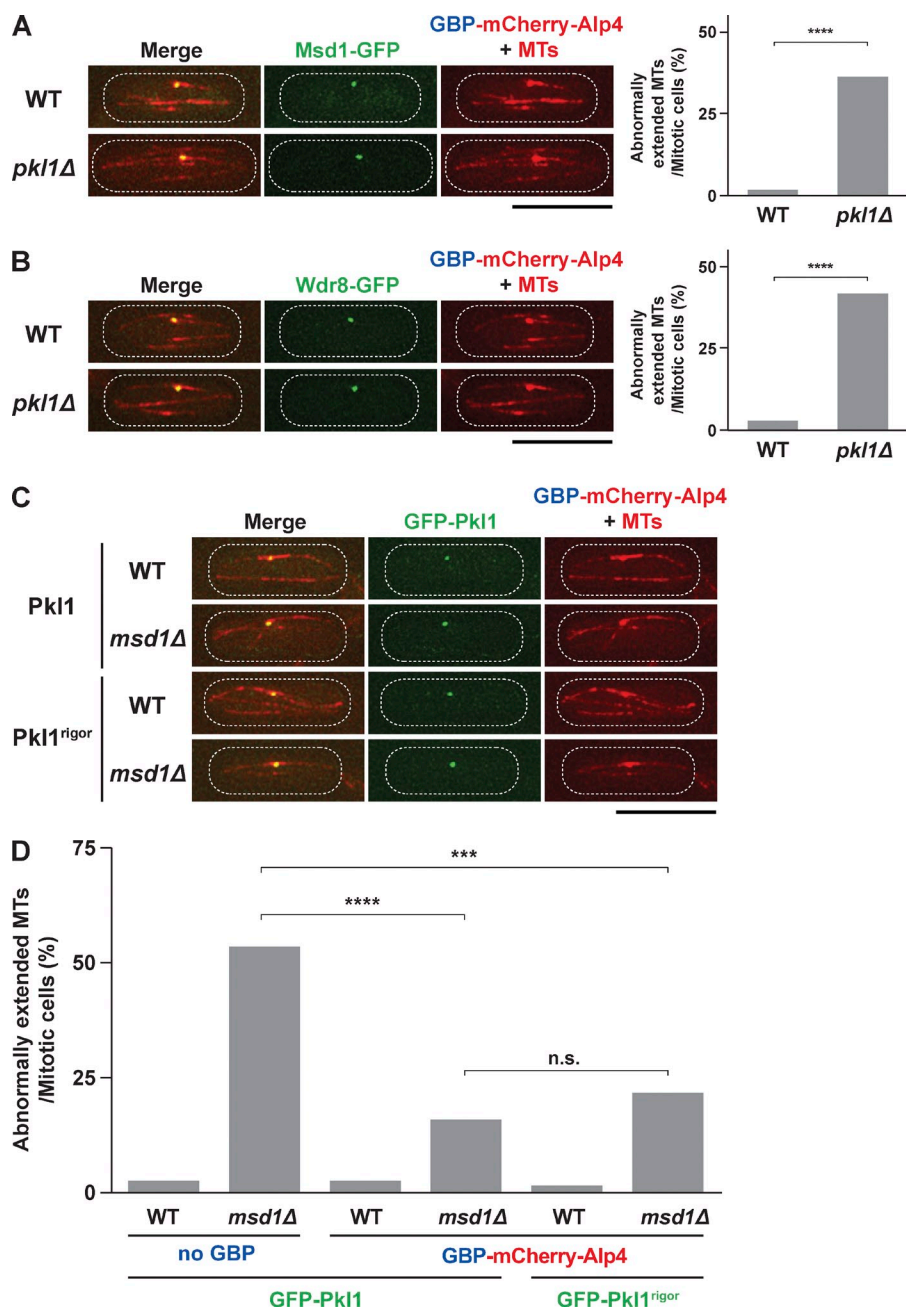 A
Merge
Msd1-GFP
GBP-mCherry-Alp4
+ MTs
WT
pkl1Δ
Abnormally
extended MTs
/Mitotic cells (%)
50
25
0
****
WT
pkl1Δ
B
Merge
Wdr8-GFP
GBP-mCherry-Alp4
+ MTs
WT
pkl1Δ
Abnormally
extended MTs
/Mitotic cells (%)
50
25
0
****
WT
pkl1Δ
C
Merge
GFP-Pkl1
GBP-mCherry-Alp4
+ MTs
Pkl1
WT
msd1Δ
Pkl1rigor
WT
msd1Δ
D
Abnormally extended MTs
/Mitotic cells (%)
75
50
25
0
***
****
n.s.
WT msd1Δ WT msd1Δ WT msd1Δ
no GBP GBP-mCherry-Alp4
GFP-Pkl1 GFP-Pkl1rigor